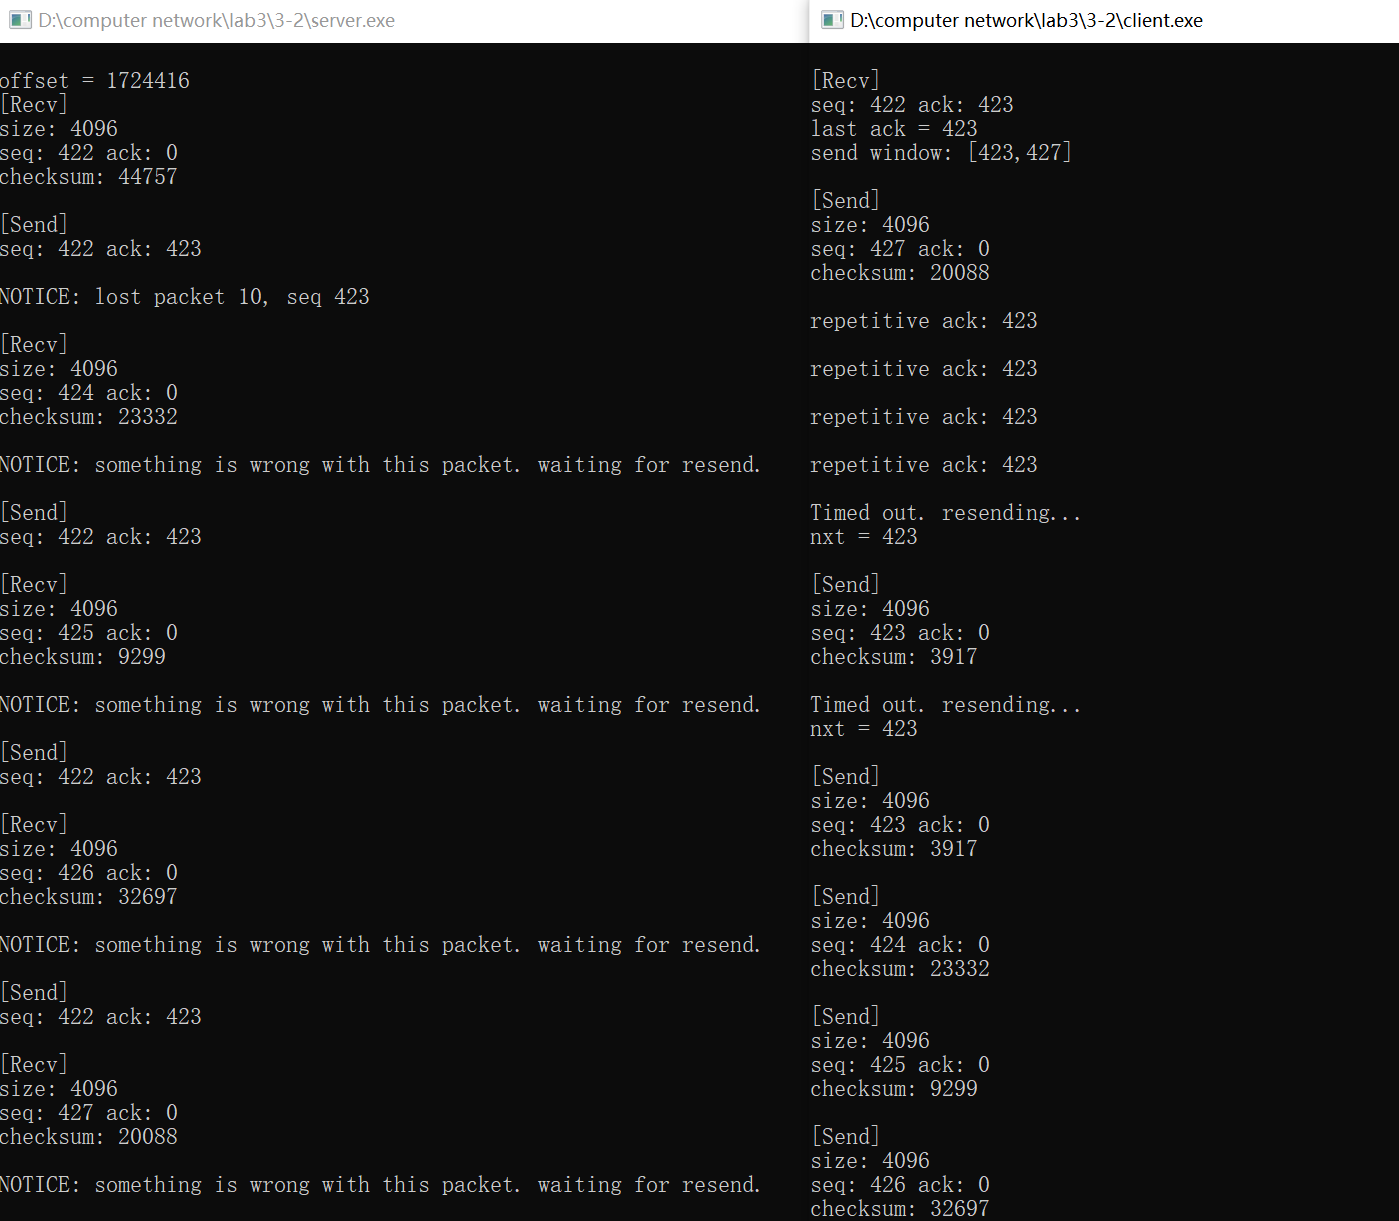 D:\computer network\lab3\3-2\server.exe
offset = 1724416
[Recv]
size: 4096
seq: 422 ack: 0
checksum: 44757
[Send]
seq: 422 ack: 423
NOTICE: lost packet 10, seq 423
[Recv]
size: 4096
seq: 424 ack: 0
checksum: 23332
NOTICE: something is wrong with this packet. waiting for resend.
[Send]
seq: 422 ack: 423
[Recv]
size: 4096
seq: 425 ack: 0
checksum: 9299
NOTICE: something is wrong with this packet. waiting for resend.
[Send]
seq: 422 ack: 423
[Recv]
size: 4096
seq: 426 ack: 0
checksum: 32697
NOTICE: something is wrong with this packet. waiting for resend.
[Send]
seq: 422 ack: 423
[Recv]
size: 4096
seq: 427 ack: 0
checksum: 20088
NOTICE: something is wrong with this packet. waiting for resend.
D:\computer network\lab3\3-2\client.exe
[Recv]
seq: 422 ack: 423
last ack = 423
send window: [423,427]
[Send]
size: 4096
seq: 427 ack: 0
checksum: 20088
repetitive ack: 423
repetitive ack: 423
repetitive ack: 423
repetitive ack: 423
Timed out. resending...
nxt = 423
[Send]
size: 4096
seq: 423 ack: 0
checksum: 3917
Timed out. resending...
nxt = 423
[Send]
size: 4096
seq: 423 ack: 0
checksum: 3917
[Send]
size: 4096
seq: 424 ack: 0
checksum: 23332
[Send]
size: 4096
seq: 425 ack: 0
checksum: 9299
[Send]
size: 4096
seq: 426 ack: 0
checksum: 32697